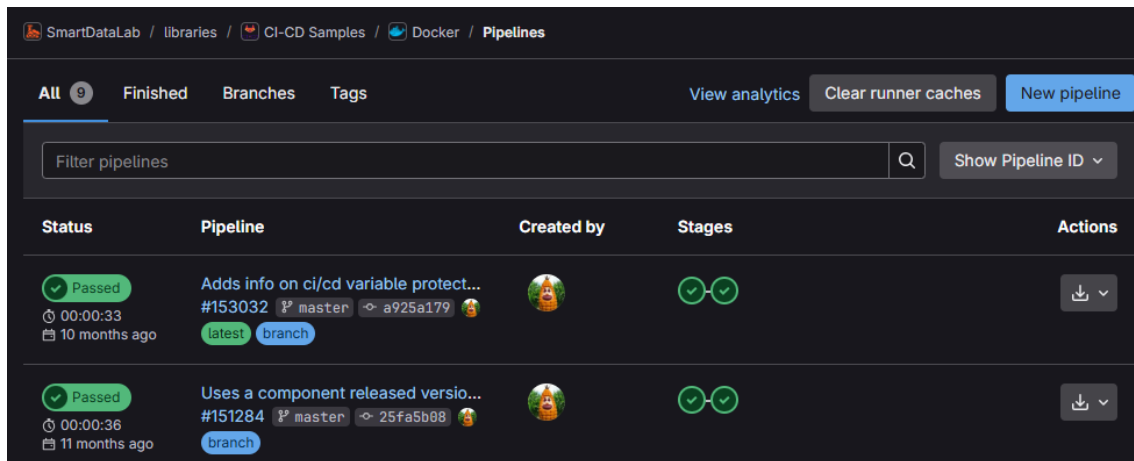 SmartDataLab / libraries / CI-CD Samples / Docker / Pipelines
All 9 Finished Branches Tags View analytics Clear runner caches New pipeline
Filter pipelines Show Pipeline ID
Status Pipeline Created by Stages Actions
Passed Adds info on ci/cd variable protect...
00:00:33 #153032 master a925a179
10 months ago latest branch
Passed Uses a component released versio...
00:00:36 #151284 master 25fa5b08
11 months ago branch